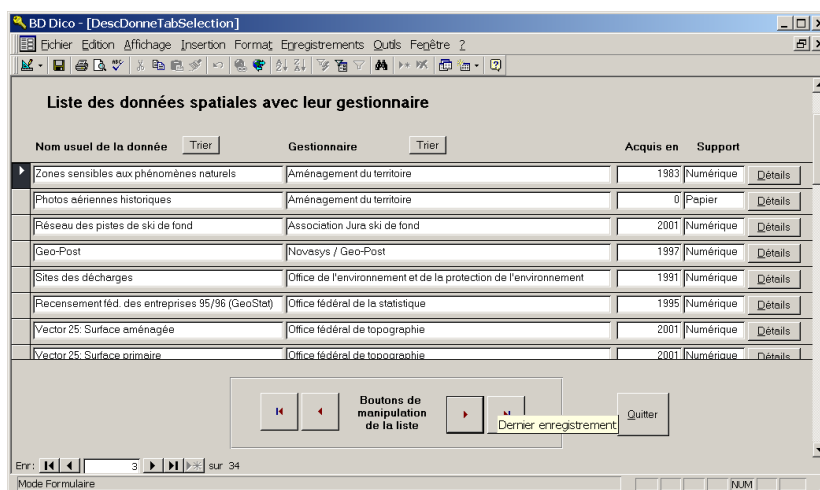 BD Dico - [DescDonneTabSelection]
Fichier Edition Affichage Insertion Format Enregistrements Outils Fenêtre ?
Liste des données spatiales avec leur gestionnaire
Nom usuel de la donnée Trier Gestionnaire Trier Acquis en Support
Zones sensibles aux phénomènes naturels Aménagement du territoire 1983 Numérique Détails
Photos aériennes historiques Aménagement du territoire 0 Papier Détails
Réseau des pistes de ski de fond Association Jura ski de fond 2001 Numérique Détails
Geo-Post Novasys / Geo-Post 1997 Numérique Détails
Sites des décharges Office de l'environnement et de la protection de l'environnement 1991 Numérique Détails
Recensement féd. des entreprises 95/96 (GeoStat) Office fédéral de la statistique 1995 Numérique Détails
Vector 25: Surface aménagée Office fédéral de topographie 2001 Numérique Détails
Vector 25: Surface primaire Office fédéral de topographie 2001 Numérique Détails
Boutons de
manipulation
de la liste
Quitter
Dernier enregistrement
Enr: 3 sur 34
Mode Formulaire NUM